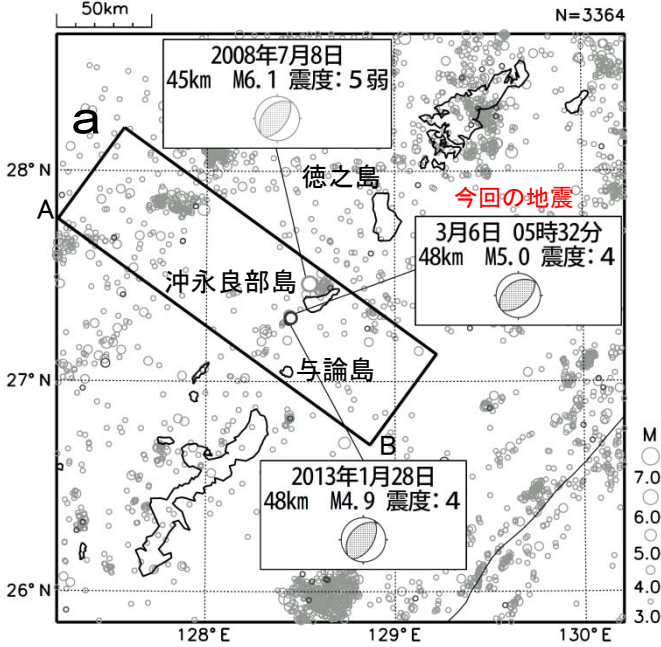 50km
N=3364
2008年7月8日
45km M6.1 震度:5弱
a
28°N
徳之島
今回の地震
A
3月6日 05時32分
48km M5.0 震度:4
沖永良部島
27°N
与論島
B
M
2013年1月28日
48km M4.9 震度:4
7.0
6.0
5.0
4.0
3.0
26°N
128°E
129°E
130°E